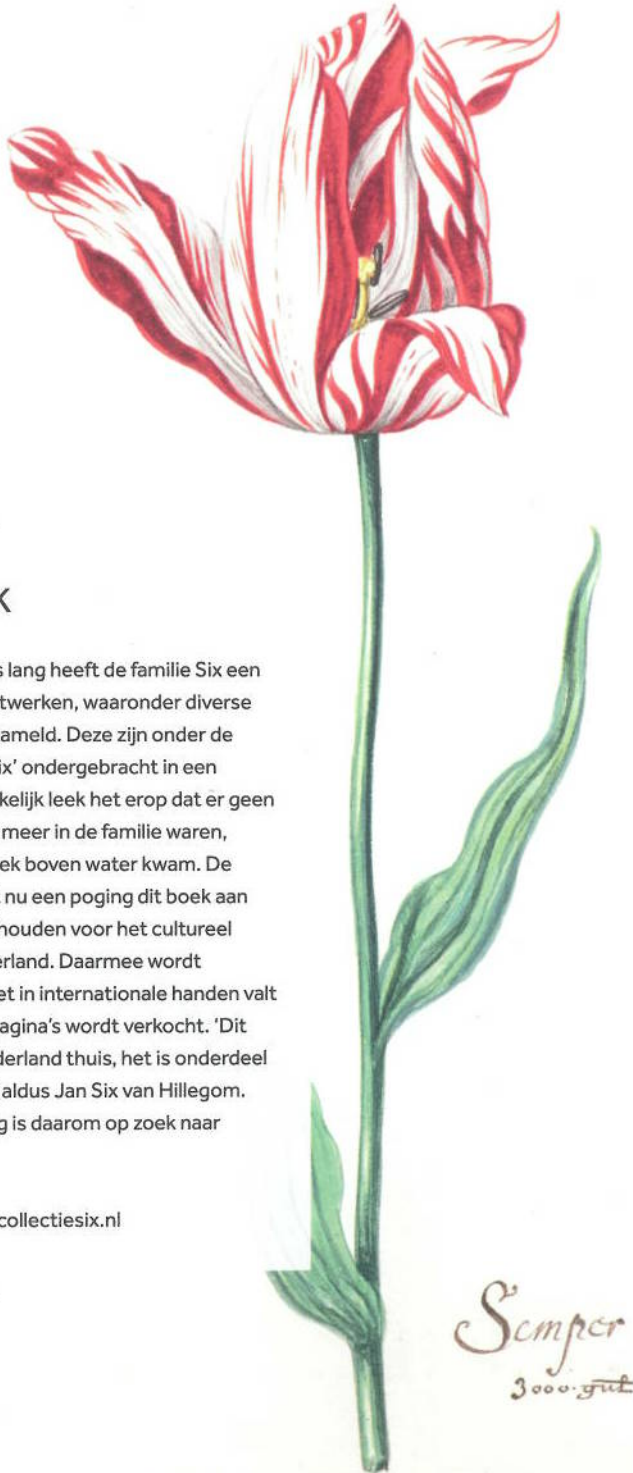 k
s lang heeft de familie Six een
twerken, waaronder diverse
ameld. Deze zijn onder de
ix’ ondergebracht in een
kelijk leek het erop dat er geen
meer in de familie waren,
ek boven water kwam. De
t nu een poging dit boek aan
houden voor het cultureel
erland. Daarmee wordt
et in internationale handen valt
agina’s wordt verkocht. ‘Dit
derland thuis, het is onderdeel
aldus Jan Six van Hillegom.
g is daarom op zoek naar
collectiesix.nl
Semper
3000.gul